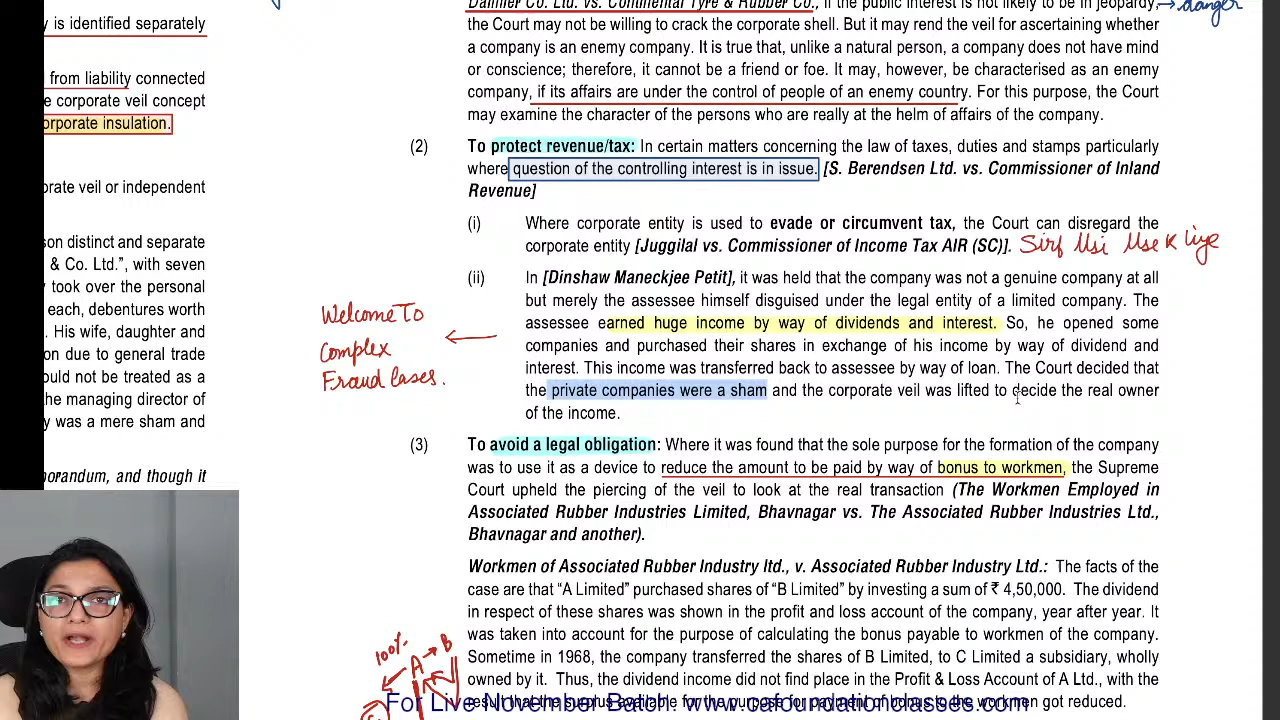 y is identified separately
from liability connected
e corporate veil concept
orporate insulation.
rate veil or independent
son distinct and separate
& Co. Ltd.”, with seven
y took over the personal
each, debentures worth
. His wife, daughter and
on due to general trade
ould not be treated as a
the managing director of
y was a mere sham and
morandum, and though it
Daimler Co. Ltd. vs. Continental Tyre & Rubber Co., if the public interest is not likely to be in jeopardy, → danger
the Court may not be willing to crack the corporate shell. But it may rend the veil for ascertaining whether
a company is an enemy company. It is true that, unlike a natural person, a company does not have mind
or conscience; therefore, it cannot be a friend or foe. It may, however, be characterised as an enemy
company, if its affairs are under the control of people of an enemy country. For this purpose, the Court
may examine the character of the persons who are really at the helm of affairs of the company.
(2) To protect revenue/tax: In certain matters concerning the law of taxes, duties and stamps particularly
where question of the controlling interest is in issue. [S. Berendsen Ltd. vs. Commissioner of Inland
Revenue]
(i) Where corporate entity is used to evade or circumvent tax, the Court can disregard the
corporate entity [Juggilal vs. Commissioner of Income Tax AIR (SC)]. Sirf Usi Use k liye
(ii) In [Dinshaw Maneckjee Petit], it was held that the company was not a genuine company at all
but merely the assessee himself disguised under the legal entity of a limited company. The
assessee earned huge income by way of dividends and interest. So, he opened some
companies and purchased their shares in exchange of his income by way of dividend and
interest. This income was transferred back to assessee by way of loan. The Court decided that
the private companies were a sham and the corporate veil was lifted to decide the real owner
of the income.
Welcome To
Complex
Fraud Cases.
(3) To avoid a legal obligation: Where it was found that the sole purpose for the formation of the company
was to use it as a device to reduce the amount to be paid by way of bonus to workmen, the Supreme
Court upheld the piercing of the veil to look at the real transaction (The Workmen Employed in
Associated Rubber Industries Limited, Bhavnagar vs. The Associated Rubber Industries Ltd.,
Bhavnagar and another).
Workmen of Associated Rubber Industry ltd., v. Associated Rubber Industry Ltd.: The facts of the
case are that “A Limited” purchased shares of “B Limited” by investing a sum of ₹ 4,50,000. The dividend
in respect of these shares was shown in the profit and loss account of the company, year after year. It
was taken into account for the purpose of calculating the bonus payable to workmen of the company.
Sometime in 1968, the company transferred the shares of B Limited, to C Limited a subsidiary, wholly
owned by it. Thus, the dividend income did not find place in the Profit & Loss Account of A Ltd., with the
result that the surplus available for the purpose for payment of bonus to the workmen got reduced.
100% A → B
For Live November Batch: www.cafoundationclasses.com